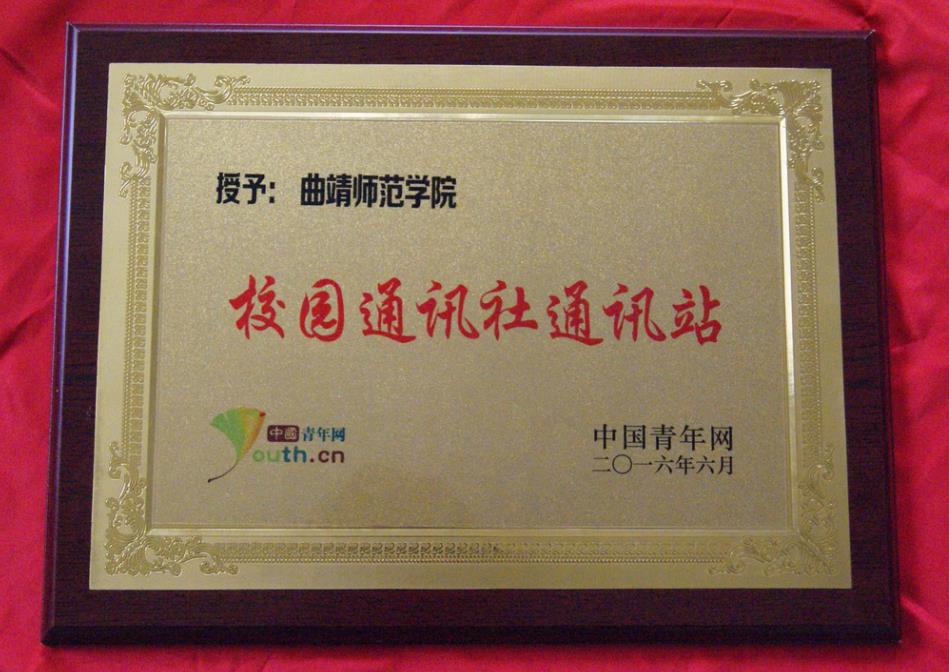 授予： 曲靖师范学院
校园通讯社通讯站
中國青年网
Youth.cn
中国青年网
二〇一六年六月